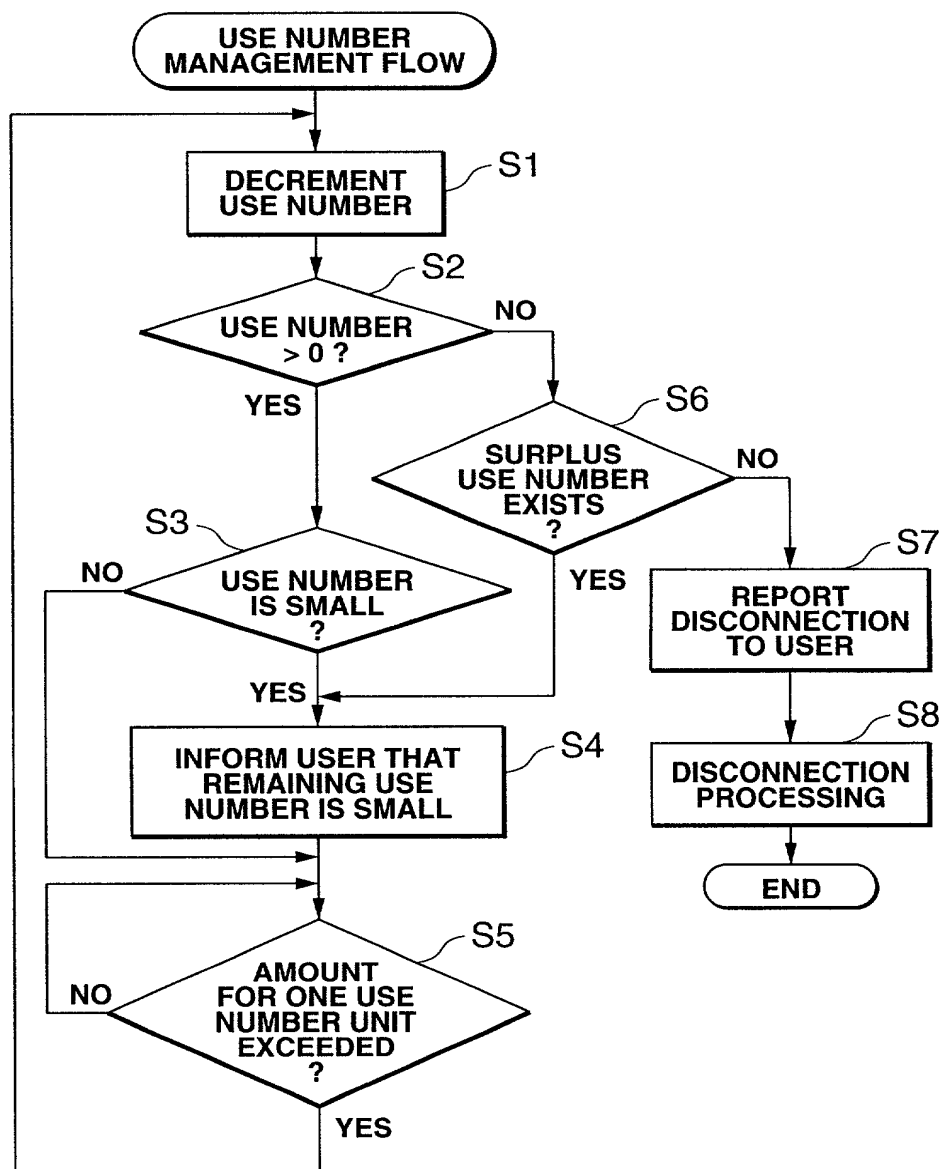 USE NUMBER
MANAGEMENT FLOW
S1
DECREMENT
USE NUMBER
S2
USE NUMBER
> 0 ?
NO
YES
S6
SURPLUS
USE NUMBER
EXISTS
?
NO
YES
S3
USE NUMBER
IS SMALL
?
NO
YES
S7
REPORT
DISCONNECTION
TO USER
S4
INFORM USER THAT
REMAINING USE
NUMBER IS SMALL
S8
DISCONNECTION
PROCESSING
END
S5
AMOUNT
FOR ONE USE
NUMBER UNIT
EXCEEDED
?
NO
YES